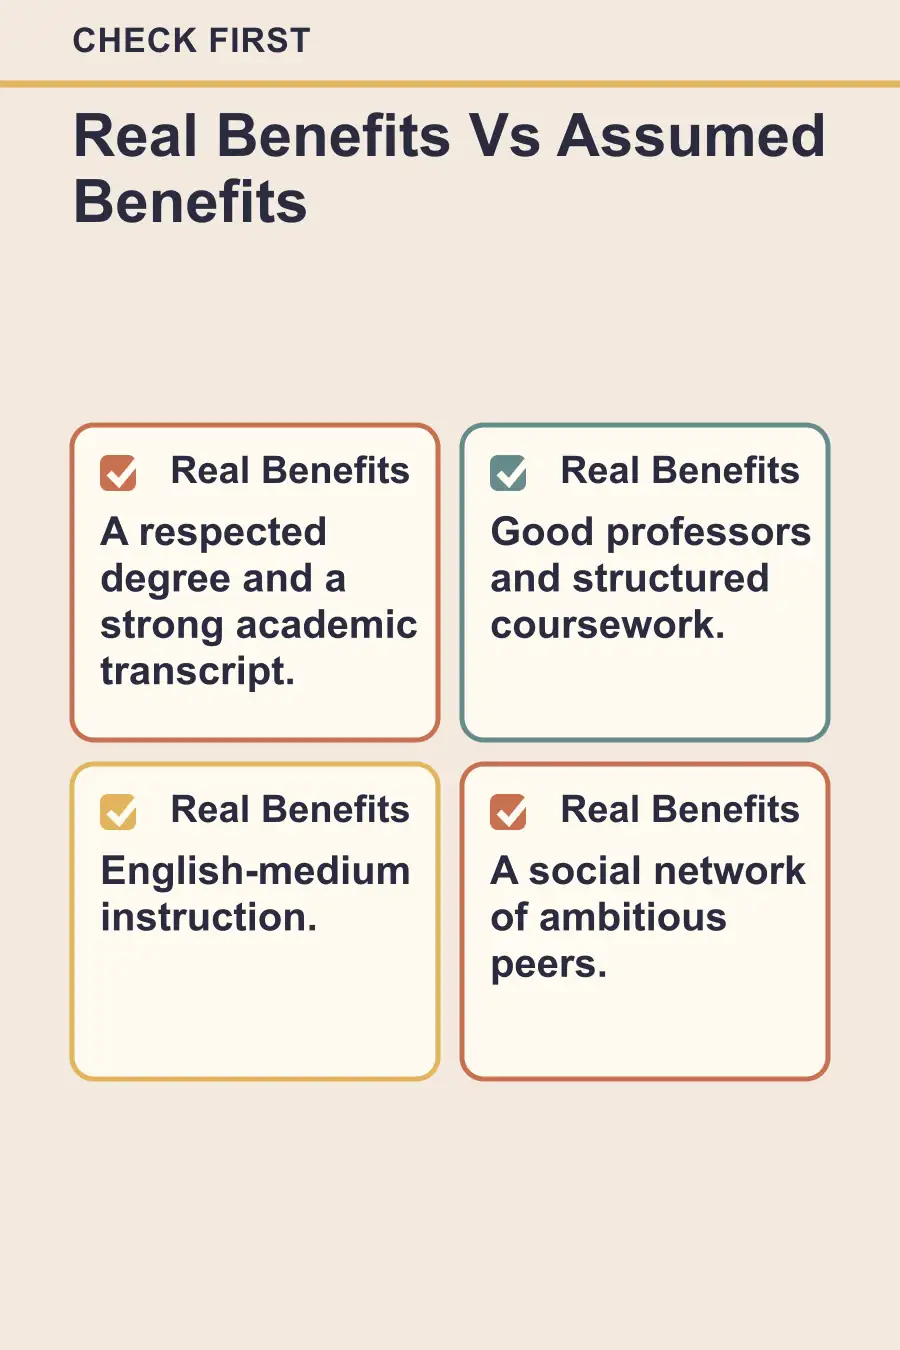 CHECK FIRST
Real Benefits Vs Assumed
Benefits
Real Benefits
A respected
degree and a
strong academic
transcript.
Real Benefits
Good professors
and structured
coursework.
Real Benefits
English-medium
instruction.
Real Benefits
A social network
of ambitious
peers.